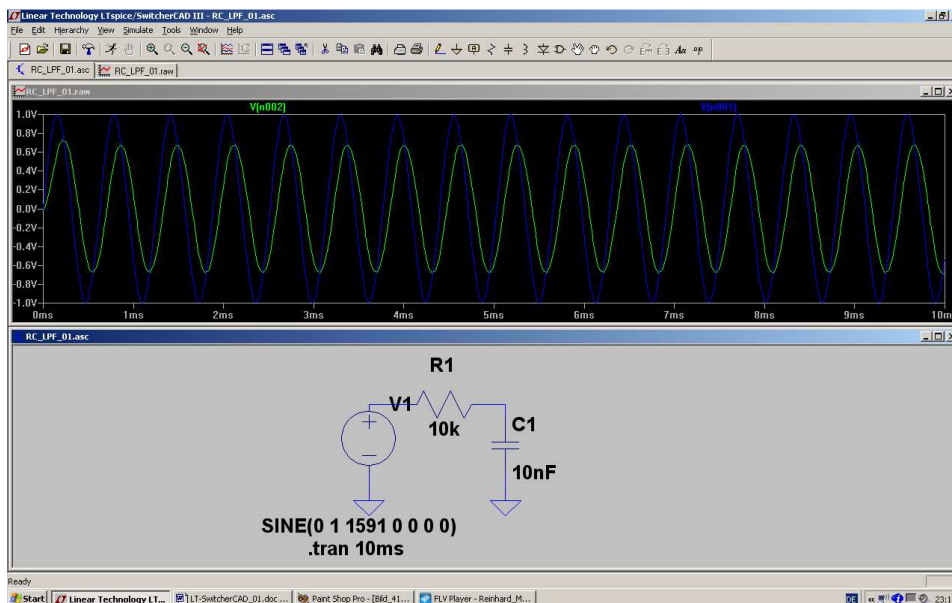 Linear Technology LTspice/SwitcherCAD III - RC_LPF_01.asc
File Edit Hierarchy View Simulate Tools Window Help
RC_LPF_01.asc RC_LPF_01.raw
RC_LPF_01.raw
V(n002) V(n001)
1.0V
0.8V
0.6V
0.4V
0.2V
0.0V
-0.2V
-0.4V
-0.6V
-0.8V
-1.0V
0ms 1ms 2ms 3ms 4ms 5ms 6ms 7ms 8ms 9ms 10m
RC_LPF_01.asc
R1
V1
10k
C1
10nF
SINE(0 1 1591 0 0 0 0)
.tran 10ms
Ready
Start Linear Technology LT... LT-SwitcherCAD_01.doc ... Paint Shop Pro - [Bild_41... FLV Player - Reinhard_M... DE 23:1